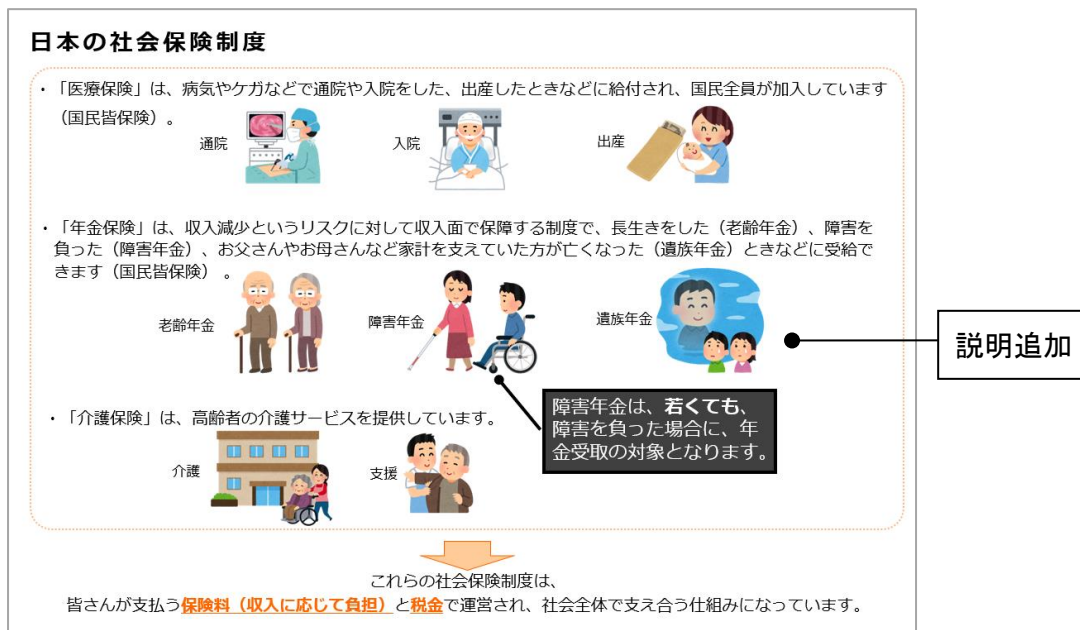 日本の社会保険制度
・「医療保険」は、病気やケガなどで通院や入院をした、出産したときなどに給付され、国民全員が加入しています
（国民皆保険）。
通院
入院
出産
・「年金保険」は、収入減少というリスクに対して収入面で保障する制度で、長生きをした（老齢年金）、障害を
負った（障害年金）、お父さんやお母さんなど家計を支えていた方が亡くなった（遺族年金）ときなどに受給で
きます（国民皆保険） 。
老齢年金
障害年金
遺族年金
説明追加
障害年金は、若くても、
障害を負った場合に、年
金受取の対象となります。
・「介護保険」は、高齢者の介護サービスを提供しています。
介護
支援
これらの社会保険制度は、
皆さんが支払う保険料（収入に応じて負担）と税金で運営され、社会全体で支え合う仕組みになっています。